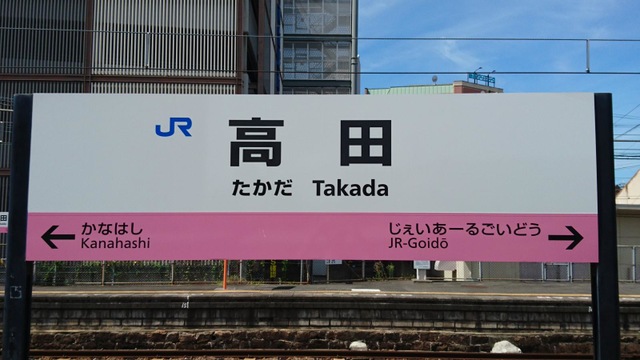 JR 高田
たかだ Takada
← かなはし じぇいあーるごいどう →
Kanahashi JR-Goidō
田